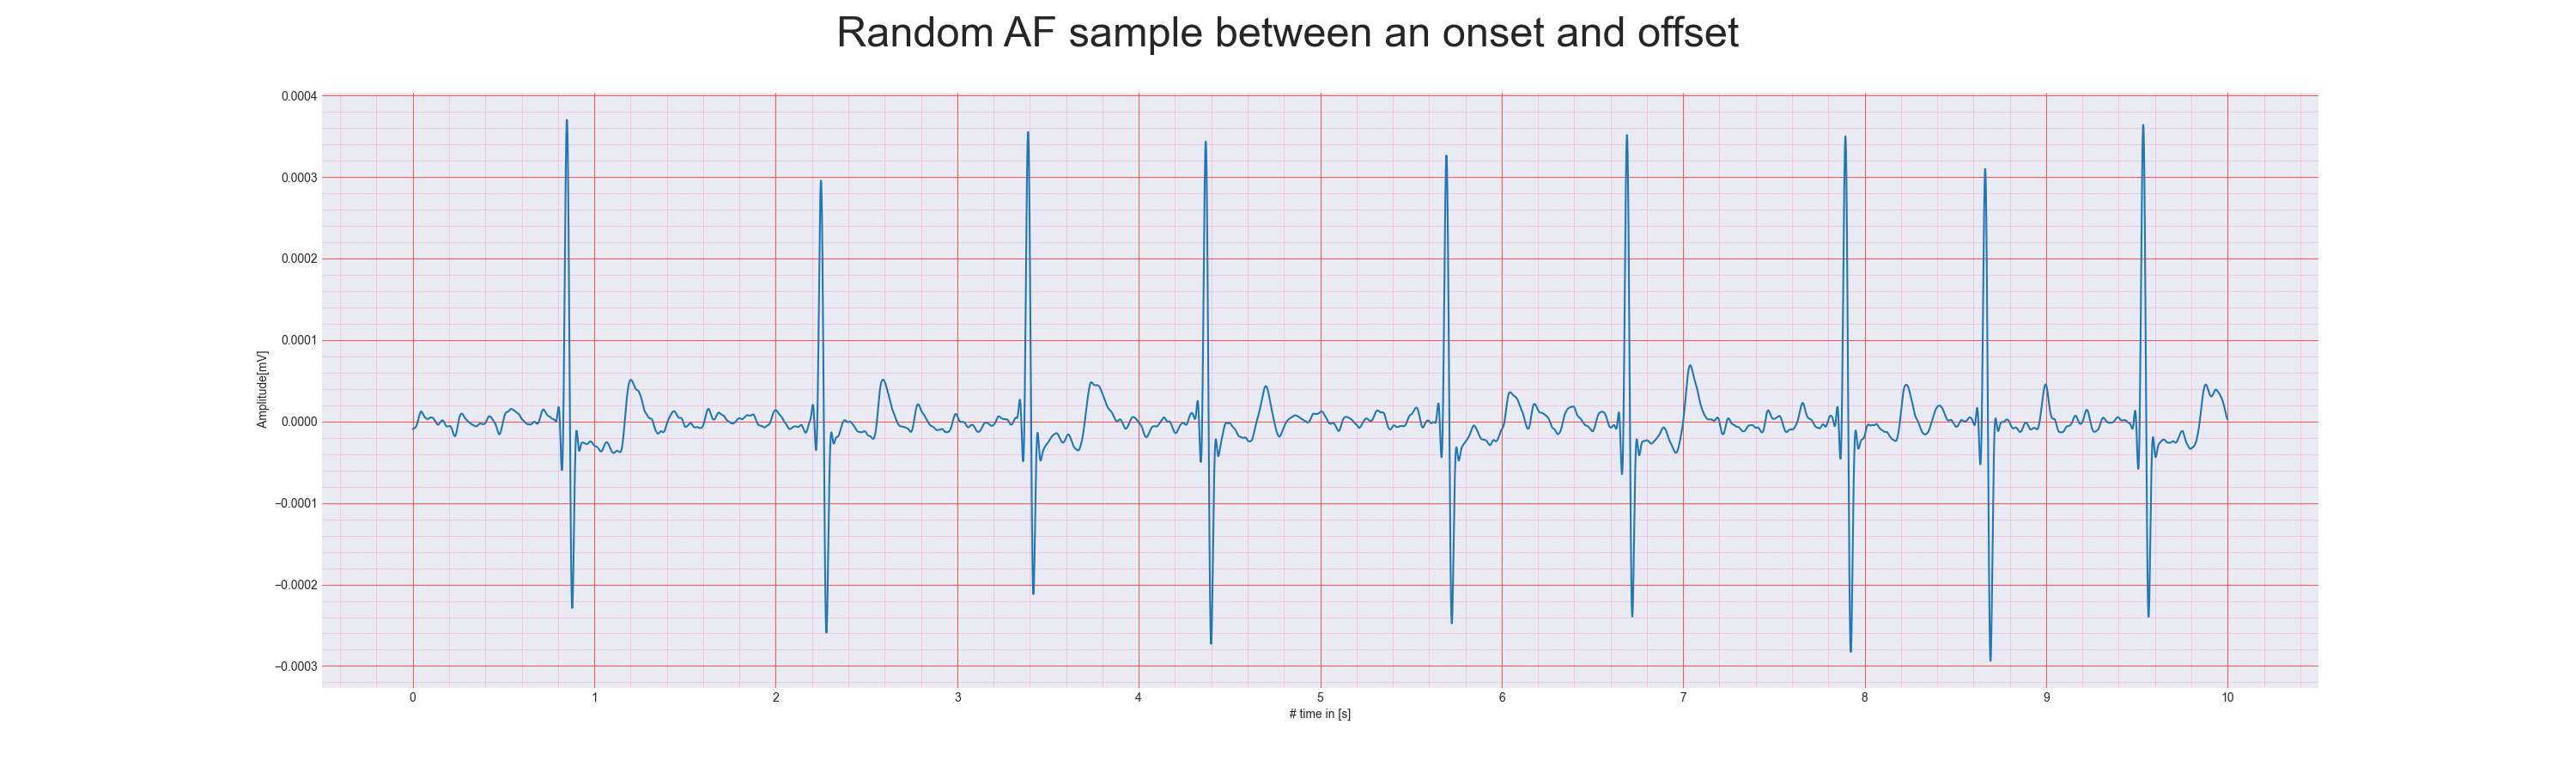 Random AF sample between an onset and offset
0.0004
0.0003
0.0002
0.0001
0.0000
−0.0001
−0.0002
−0.0003
Amplitude[mV]
0 1 2 3 4 5 6 7 8 9 10
# time in [s]